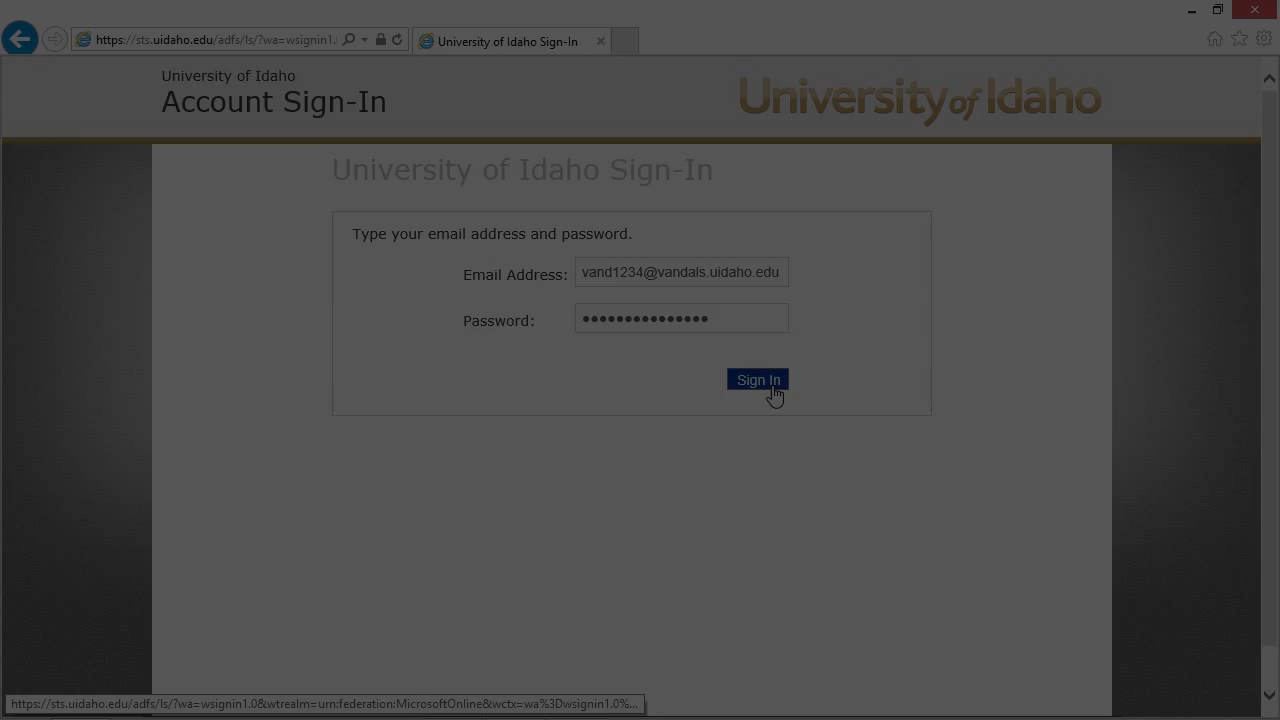 https://sts.uidaho.edu/adfs/ls/?wa=wsignin1.
University of Idaho Sign-In
University of Idaho
Account Sign-In
University of Idaho
University of Idaho Sign-In
Type your email address and password.
Email Address: vand1234@vandals.uidaho.edu
Password: ●●●●●●●●●●●●●●●
Sign In
https://sts.uidaho.edu/adfs/ls/?wa=wsignin1.0&wtrealm=urn:federation:MicrosoftOnline&wctx=wa%3Dwsignin1.0%...